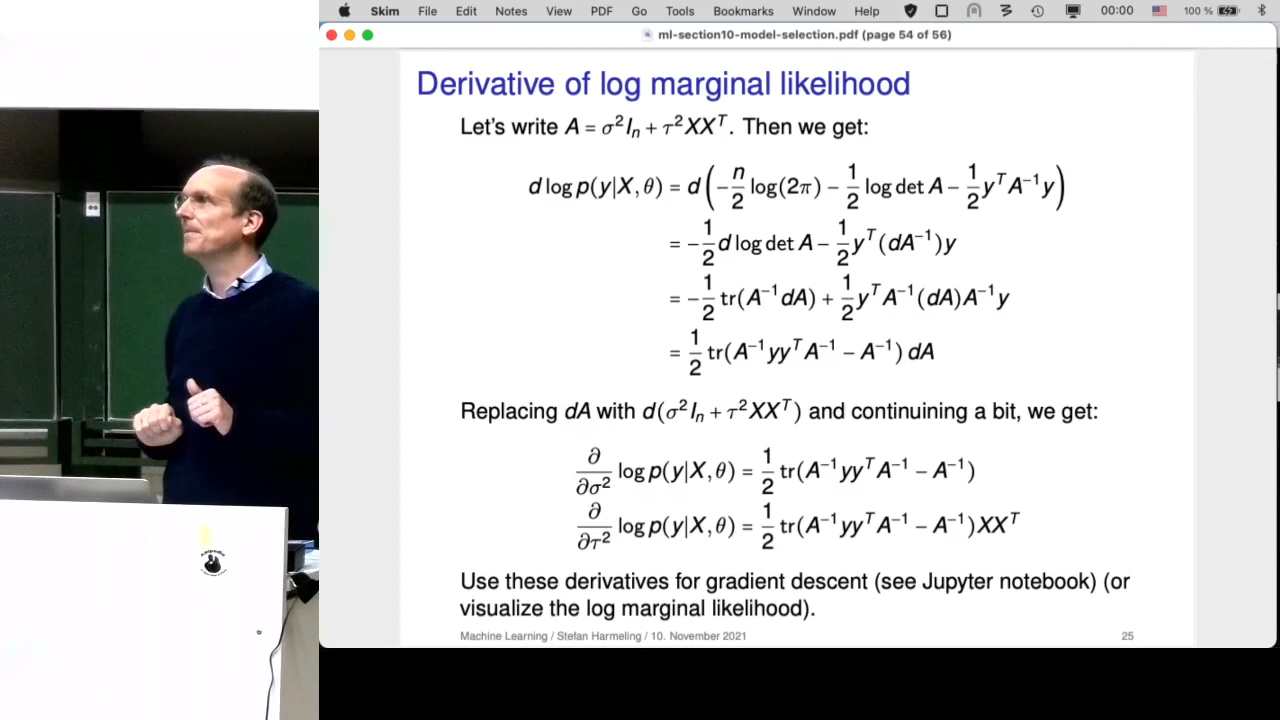 Skim File Edit Notes View PDF Go Tools Bookmarks Window Help 00:00 100 %
ml-section10-model-selection.pdf (page 54 of 56)
Derivative of log marginal likelihood
Let's write A = σ²Iₙ + τ²XXᵀ. Then we get:
d log p(y|X, θ) = d (−n/2 log(2π) − 1/2 log det A − 1/2 yᵀA⁻¹y)
= −1/2 d log det A − 1/2 yᵀ(dA⁻¹)y
= −1/2 tr(A⁻¹dA) + 1/2 yᵀA⁻¹(dA)A⁻¹y
= 1/2 tr(A⁻¹yyᵀA⁻¹ − A⁻¹) dA
Replacing dA with d(σ²Iₙ + τ²XXᵀ) and continuining a bit, we get:
∂/∂σ² log p(y|X, θ) = 1/2 tr(A⁻¹yyᵀA⁻¹ − A⁻¹)
∂/∂τ² log p(y|X, θ) = 1/2 tr(A⁻¹yyᵀA⁻¹ − A⁻¹)XXᵀ
Use these derivatives for gradient descent (see Jupyter notebook) (or
visualize the log marginal likelihood).
Machine Learning / Stefan Harmeling / 10. November 2021 25